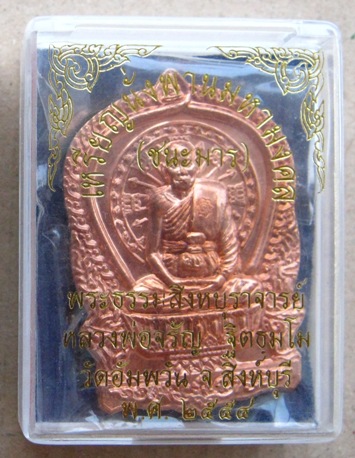 เหรียญนั่งพานมหามงคล
(ชนะมาร)
พระธรรมสิงหบุราจารย์
หลวงพ่อจรัญ ฐิตธมฺโม
วัดอัมพวัน จ.สิงห์บุรี
พ.ศ. ๒๕๕๔